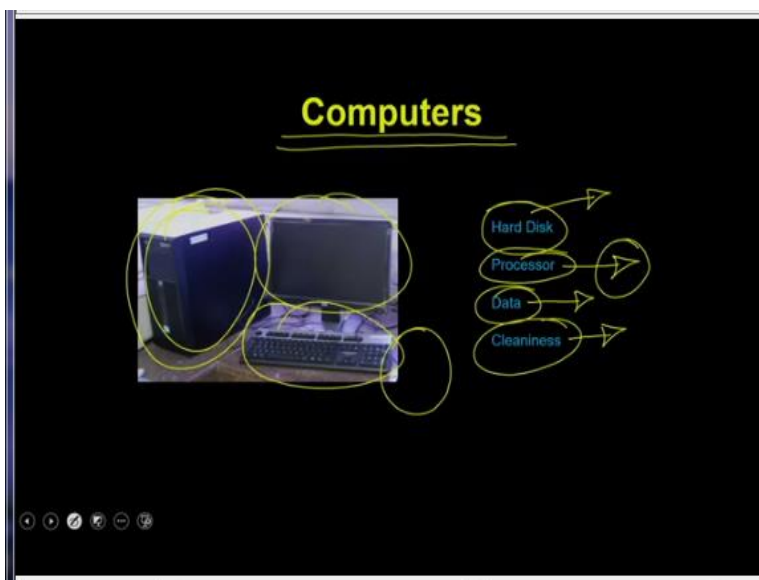 Computers
Hard Disk
Processor
Data
Cleaniness